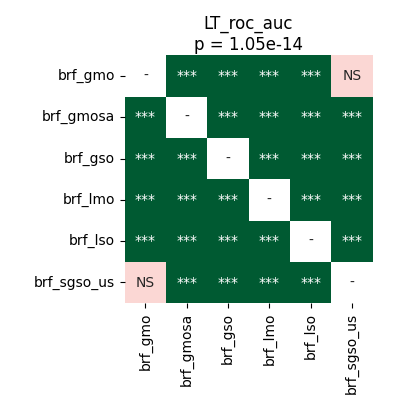 LT_roc_auc
p = 1.05e-14
brf_gmo - *** *** *** *** NS
brf_gmosa *** - *** *** *** ***
brf_gso *** *** - *** *** ***
brf_lmo *** *** *** - *** ***
brf_lso *** *** *** *** - ***
brf_sgso_us NS *** *** *** *** -
brf_gmo brf_gmosa brf_gso brf_lmo brf_lso brf_sgso_us